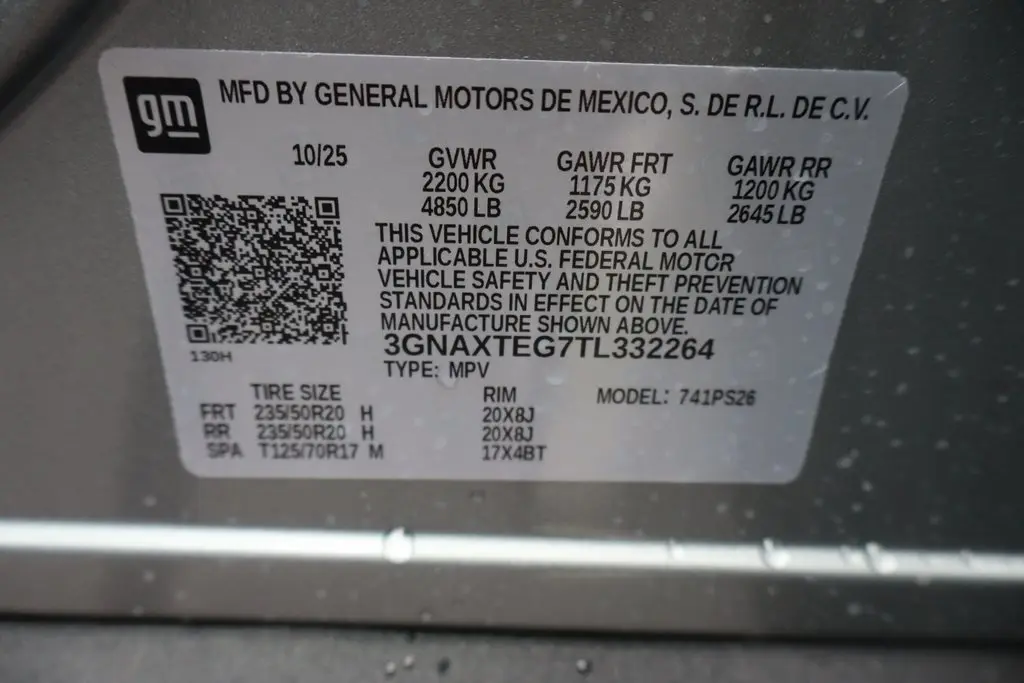 gm
MFD BY GENERAL MOTORS DE MEXICO, S. DE R.L. DE C.V.
10/25 GVWR GAWR FRT GAWR RR
2200 KG 1175 KG 1200 KG
4850 LB 2590 LB 2645 LB
THIS VEHICLE CONFORMS TO ALL
APPLICABLE U.S. FEDERAL MOTOR
VEHICLE SAFETY AND THEFT PREVENTION
STANDARDS IN EFFECT ON THE DATE OF
MANUFACTURE SHOWN ABOVE.
130H
3GNAXTEG7TL332264
TYPE: MPV
TIRE SIZE RIM MODEL: 741PS26
FRT 235/50R20 H 20X8J
RR 235/50R20 H 20X8J
SPA T125/70R17 M 17X4BT